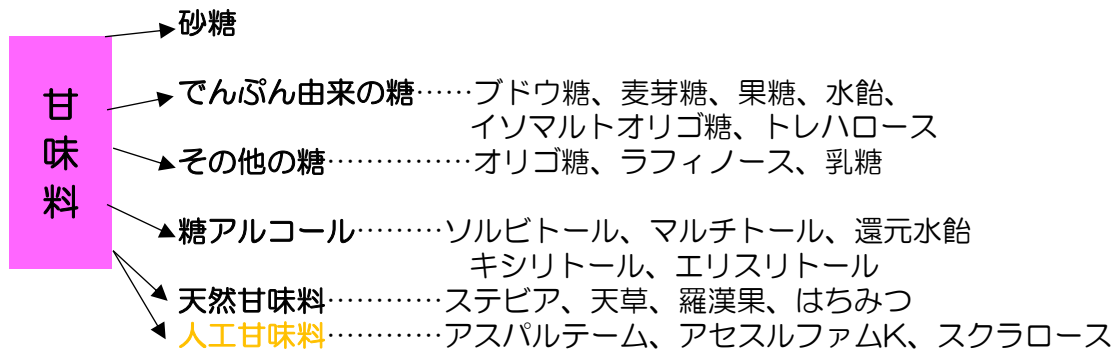 甘味料
砂糖
でんぷん由来の糖……ブドウ糖、麦芽糖、果糖、水飴、
イソマルトオリゴ糖、トレハロース
その他の糖……………オリゴ糖、ラフィノース、乳糖
糖アルコール………ソルビトール、マルチトール、還元水飴
キシリトール、エリスリトール
天然甘味料…………ステビア、天草、羅漢果、はちみつ
人工甘味料…………アスパルテーム、アセスルファムK、スクラロース